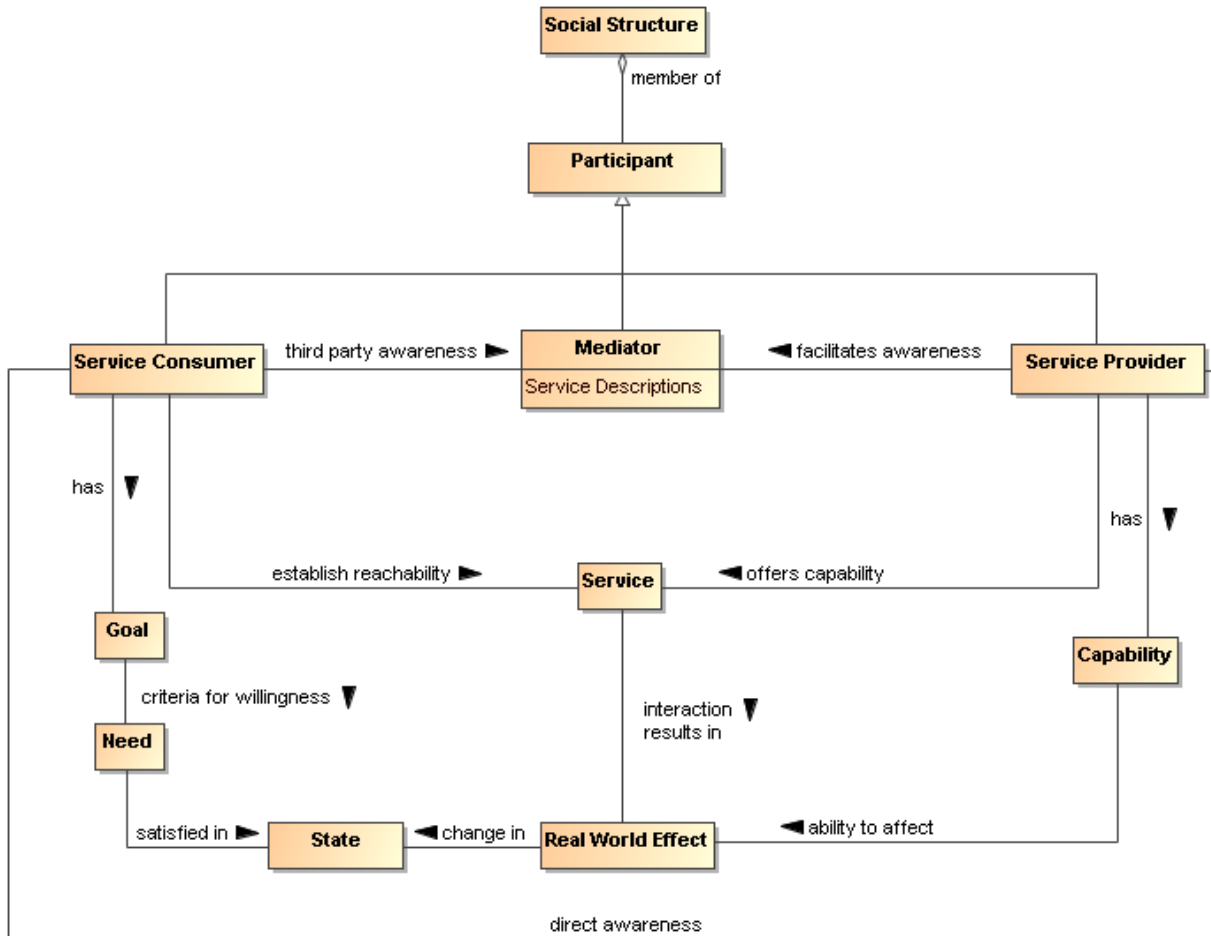 Social Structure
member of
Participant
third party awareness
Mediator
facilitates awareness
Service Consumer
Service Provider
Service Descriptions
has
has
establish reachability
Service
offers capability
Goal
Capability
criteria for willingness
interaction
results in
Need
satisfied in
State
change in
Real World Effect
ability to affect
direct awareness